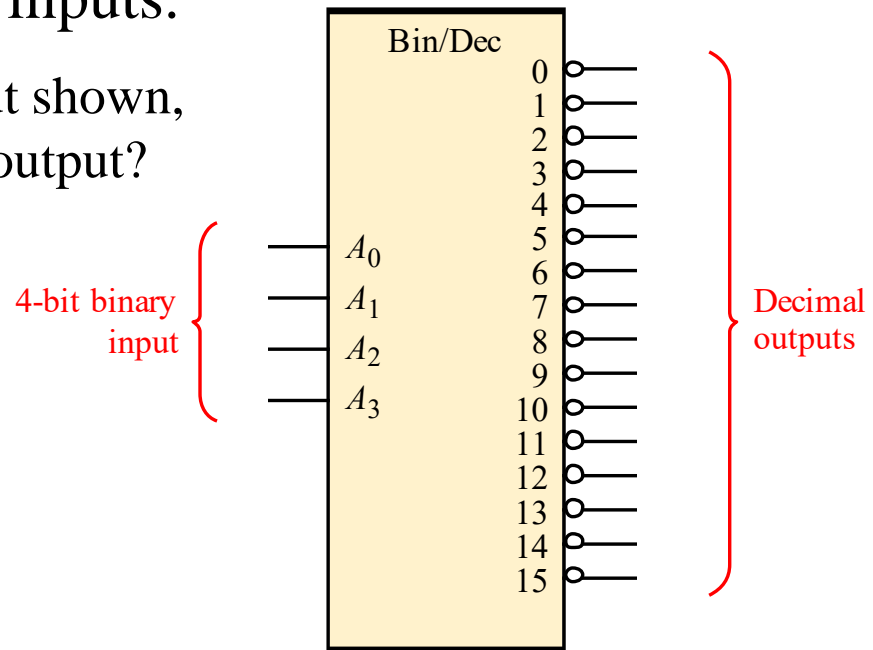 inputs.
shown,
output?
Bin/Dec
0
1
2
3
4
5
6
7
8
9
10
11
12
13
14
15
A0
A1
A2
A3
4-bit binary
input
Decimal
outputs